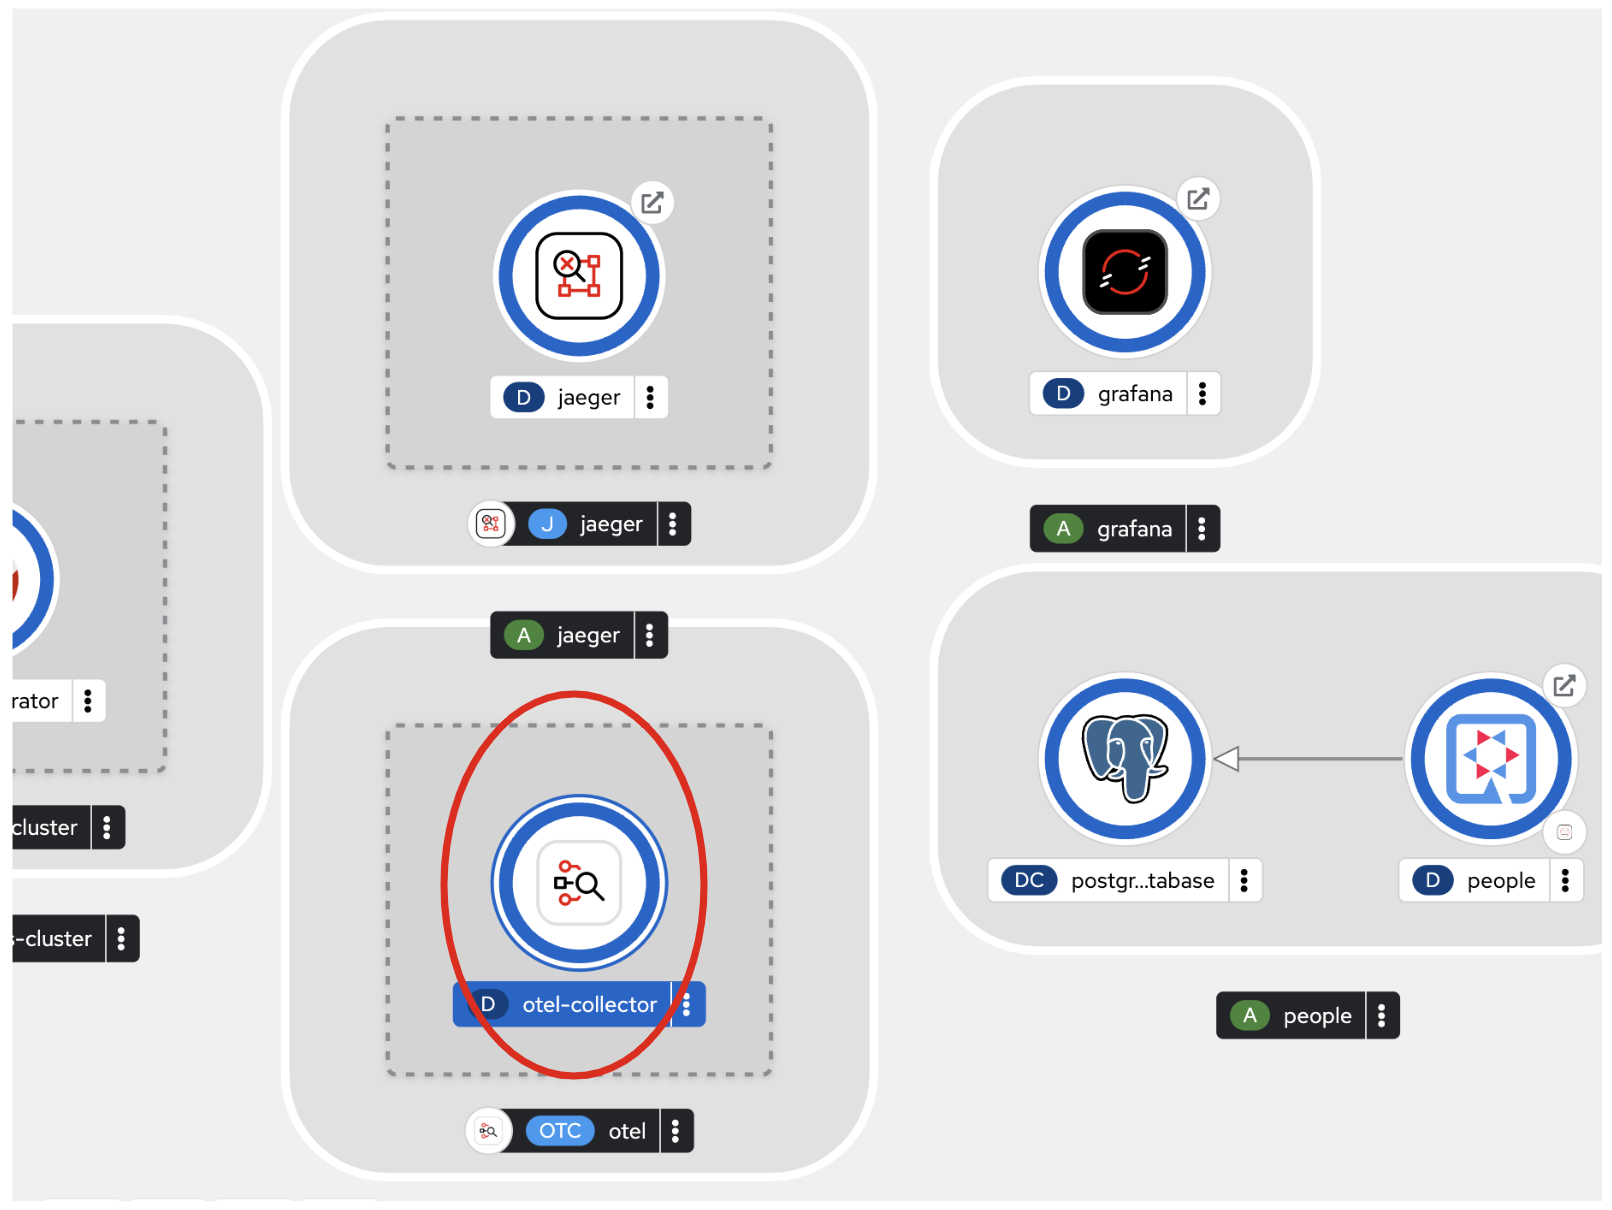 D jaeger
D grafana
J jaeger
A grafana
A jaeger
rator
cluster
DC postgr...tabase
D people
s-cluster
D otel-collector
A people
OTC otel